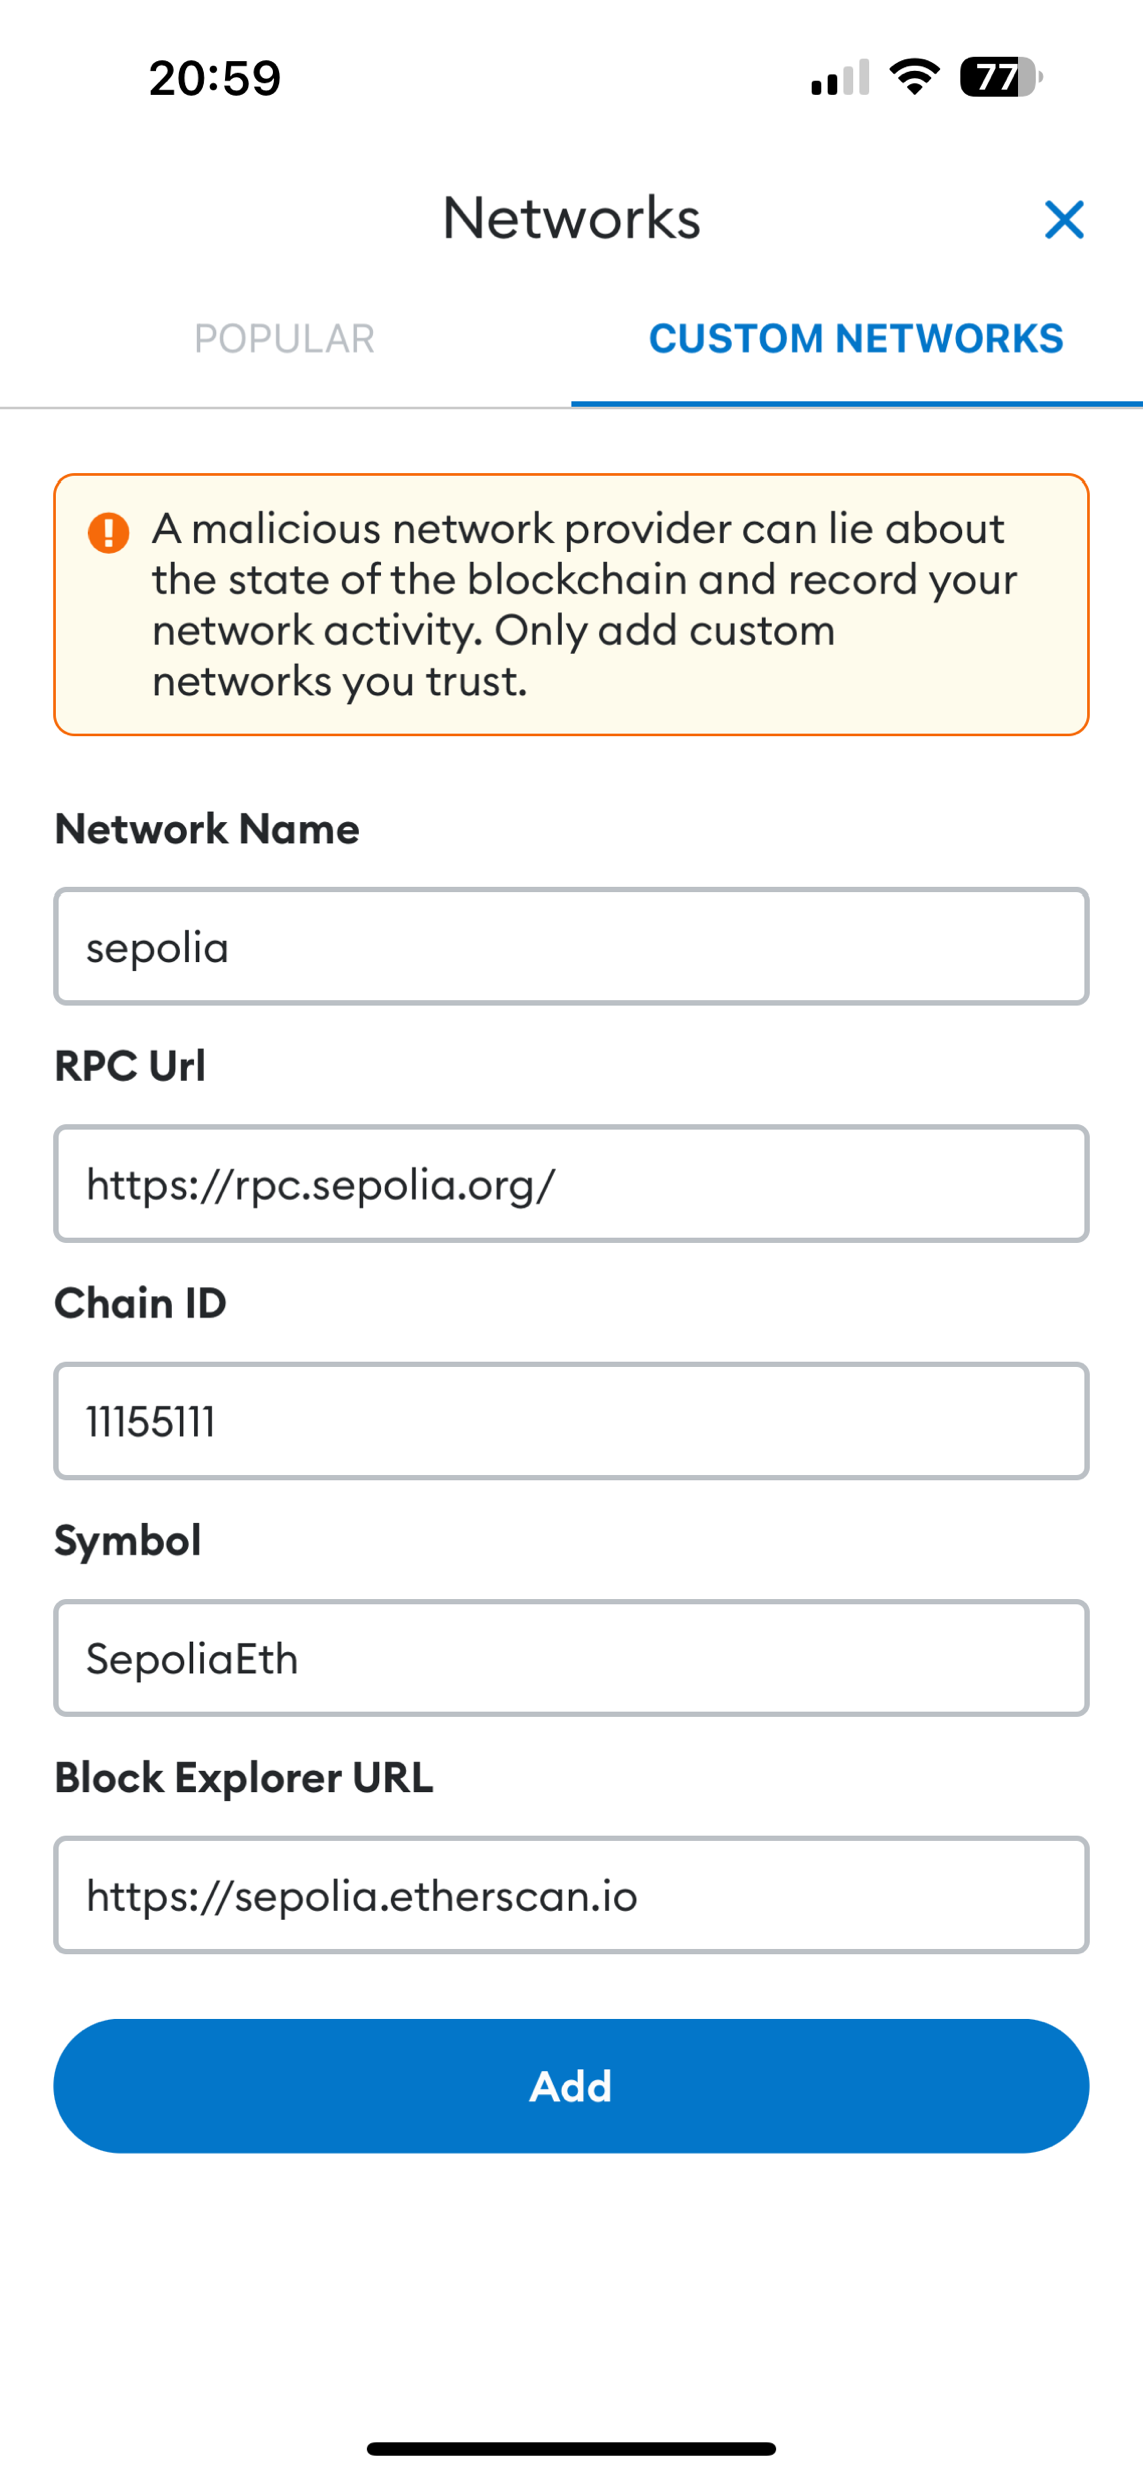 20:59
77
Networks
POPULAR
CUSTOM NETWORKS
A malicious network provider can lie about
the state of the blockchain and record your
network activity. Only add custom
networks you trust.
Network Name
sepolia
RPC Url
https://rpc.sepolia.org/
Chain ID
11155111
Symbol
SepoliaEth
Block Explorer URL
https://sepolia.etherscan.io
Add